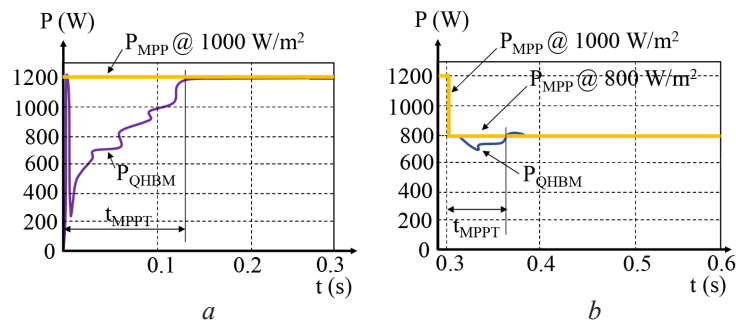 P (W)
P_MPP @ 1000 W/m²
1200
1000
800
600
400
200
0
P_QHBM
t_MPPT
0.1
0.2
0.3
t (s)
a
P (W)
P_MPP @ 1000 W/m²
P_MPP @ 800 W/m²
1200
1000
800
600
400
200
0
P_QHBM
t_MPPT
0.3
0.4
0.5
0.6
t (s)
b